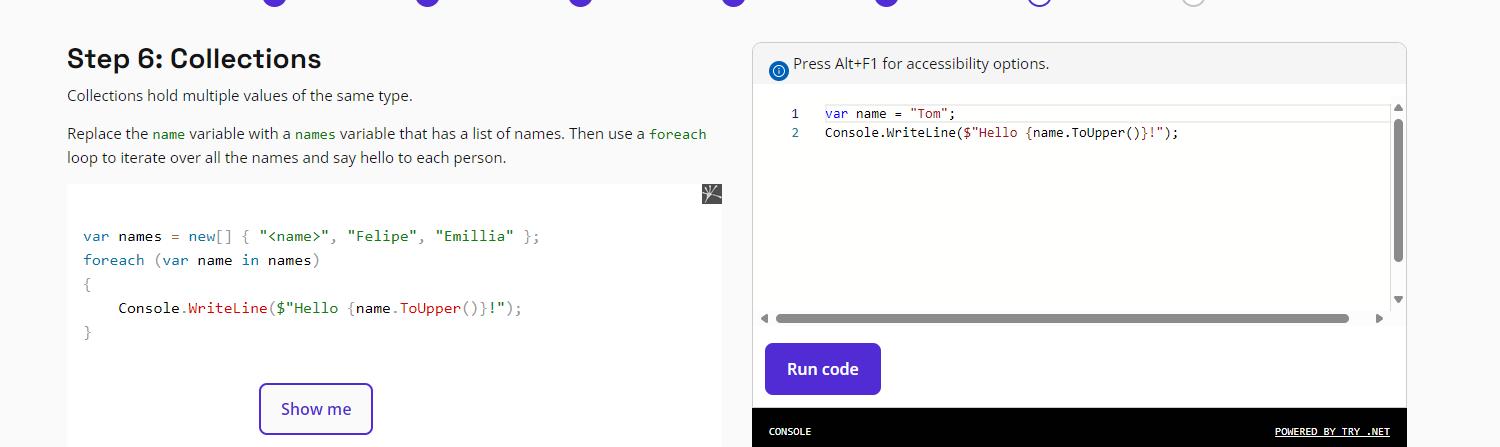 Step 6: Collections
Collections hold multiple values of the same type.
Replace the name variable with a names variable that has a list of names. Then use a foreach
loop to iterate over all the names and say hello to each person.
var names = new[] { "<name>", "Felipe", "Emillia" };
foreach (var name in names)
{
    Console.WriteLine($"Hello {name.ToUpper()}!");
}
Show me
Press Alt+F1 for accessibility options.
1 var name = "Tom";
2 Console.WriteLine($"Hello {name.ToUpper()}!");
Run code
CONSOLE
POWERED BY TRY .NET